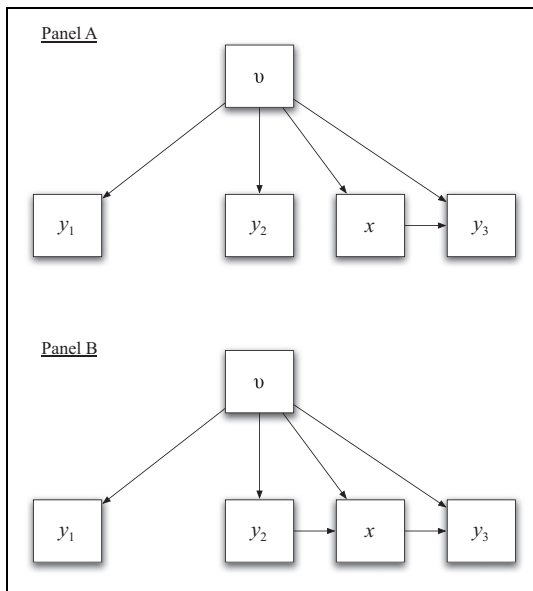 Panel A
υ
y₁ y₂ x y₃
Panel B
υ
y₁ y₂ x y₃